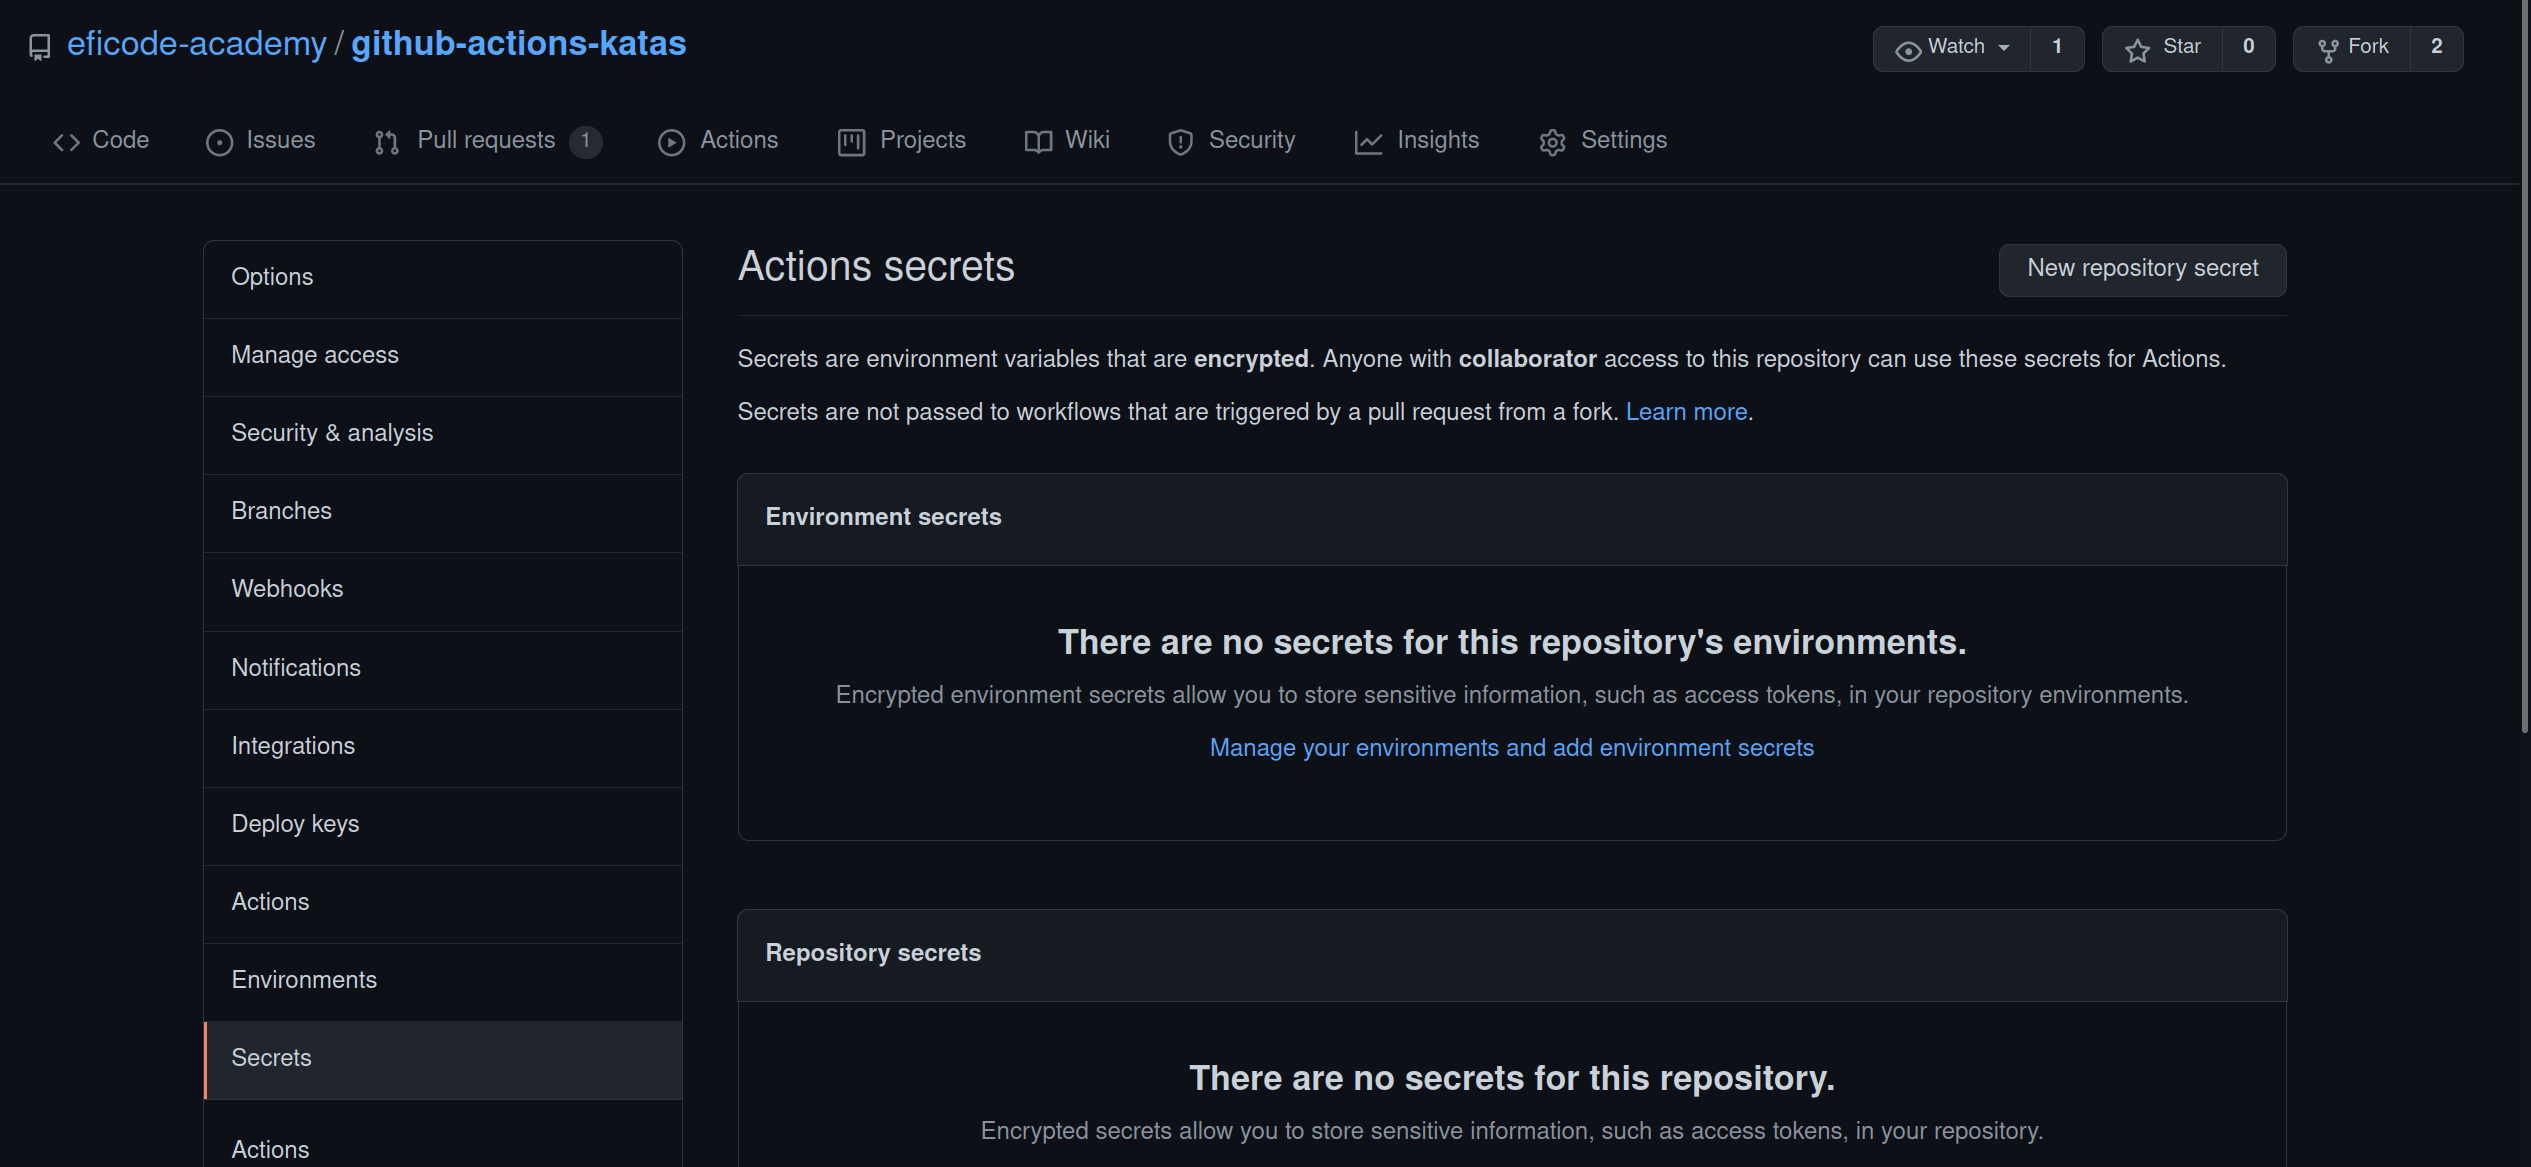 eficode-academy / github-actions-katas
Watch 1 Star 0 Fork 2
Code Issues Pull requests 1 Actions Projects Wiki Security Insights Settings
Options
Manage access
Security & analysis
Branches
Webhooks
Notifications
Integrations
Deploy keys
Actions
Environments
Secrets
Actions
Actions secrets
New repository secret
Secrets are environment variables that are encrypted. Anyone with collaborator access to this repository can use these secrets for Actions.
Secrets are not passed to workflows that are triggered by a pull request from a fork. Learn more.
Environment secrets
There are no secrets for this repository's environments.
Encrypted environment secrets allow you to store sensitive information, such as access tokens, in your repository environments.
Manage your environments and add environment secrets
Repository secrets
There are no secrets for this repository.
Encrypted secrets allow you to store sensitive information, such as access tokens, in your repository.